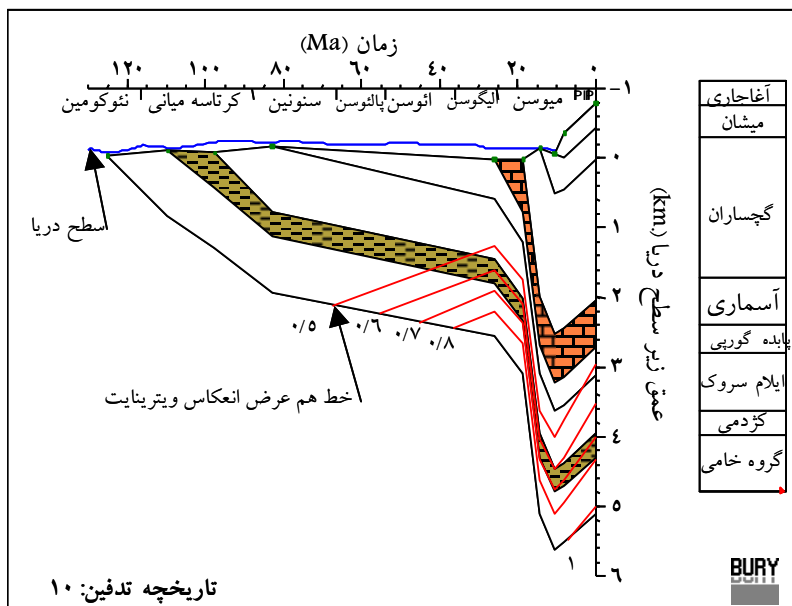 زمان (Ma)
۱۲۰ ۱۰۰ ۸۰ ۶۰ ۴۰ ۲۰ ۰
نئوکومین کرتاسه میانی سنونین پالئوسن ائوسن الیگوسن میوسن
-۱
۰
۱
۲
۳
۴
۵
۶
عمق زیر سطح دریا (km.)
سطح دریا
۰/۵ ۰/۶ ۰/۷ ۰/۸
خط هم عرض انعکاس ویترینایت
۱
آغاجاری
میشان
گچساران
آسماری
پابده گورپی
ایلام سروک
کژدمی
گروه خامی
تاریخچه تدفین: ۱۰
BURY